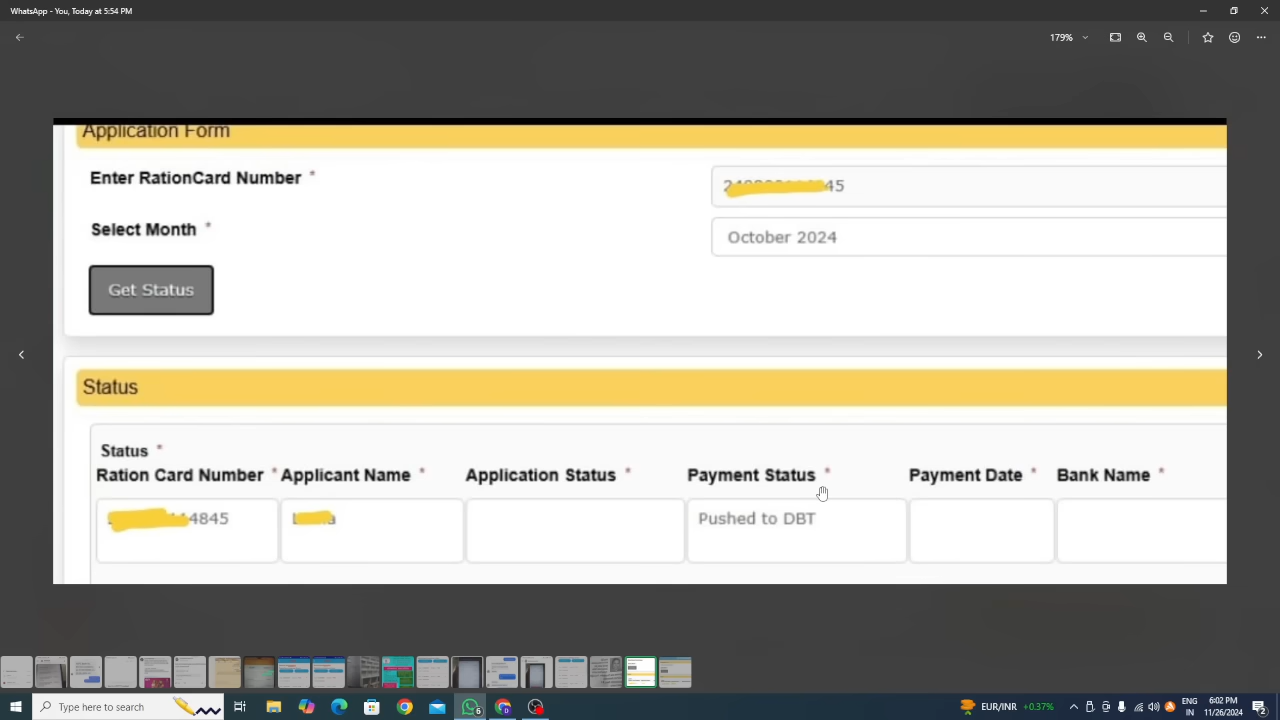 WhatsApp - You, Today at 5:54 PM
179%
Application Form
Enter RationCard Number *
45
Select Month *
October 2024
Get Status
Status
Status *
Ration Card Number * Applicant Name * Application Status * Payment Status * Payment Date * Bank Name *
4845 Pushed to DBT
Type here to search
EUR/INR +0.37%
ENG
IN
6:02 PM
11/26/2024